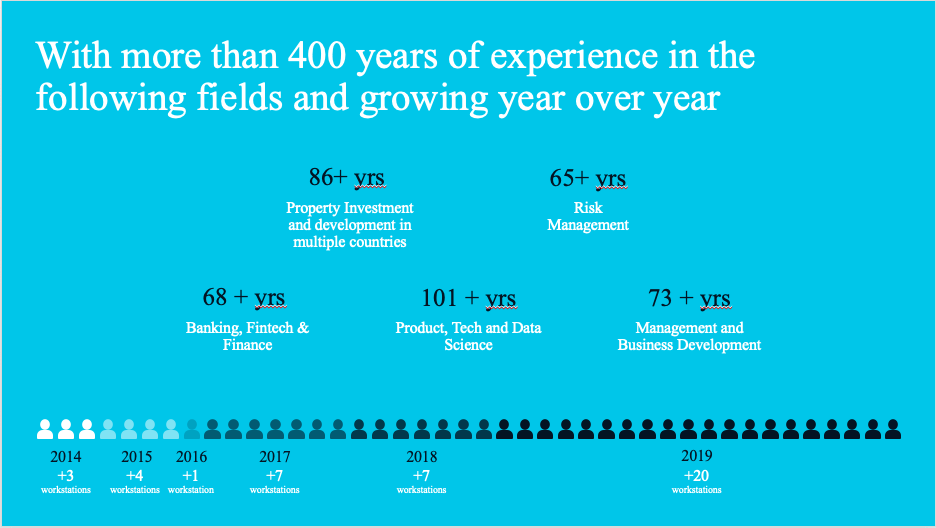 With more than 400 years of experience in the
following fields and growing year over year
86+ yrs
Property Investment
and development in
multiple countries
65+ yrs
Risk
Management
68 + yrs
Banking, Fintech &
Finance
101 + yrs
Product, Tech and Data
Science
73 + yrs
Management and
Business Development
2014
+3
workstations
2015
+4
workstations
2016
+1
workstation
2017
+7
workstations
2018
+7
workstations
2019
+20
workstations